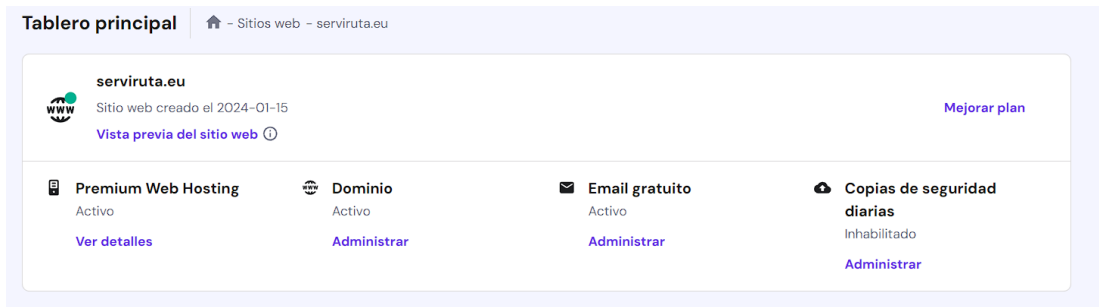 Tablero principal - Sitios web - serviruta.eu
serviruta.eu
www
Sitio web creado el 2024-01-15
Mejorar plan
Vista previa del sitio web
Premium Web Hosting
Activo
Ver detalles
www
Dominio
Activo
Administrar
Email gratuito
Activo
Administrar
Copias de seguridad
diarias
Inhabilitado
Administrar